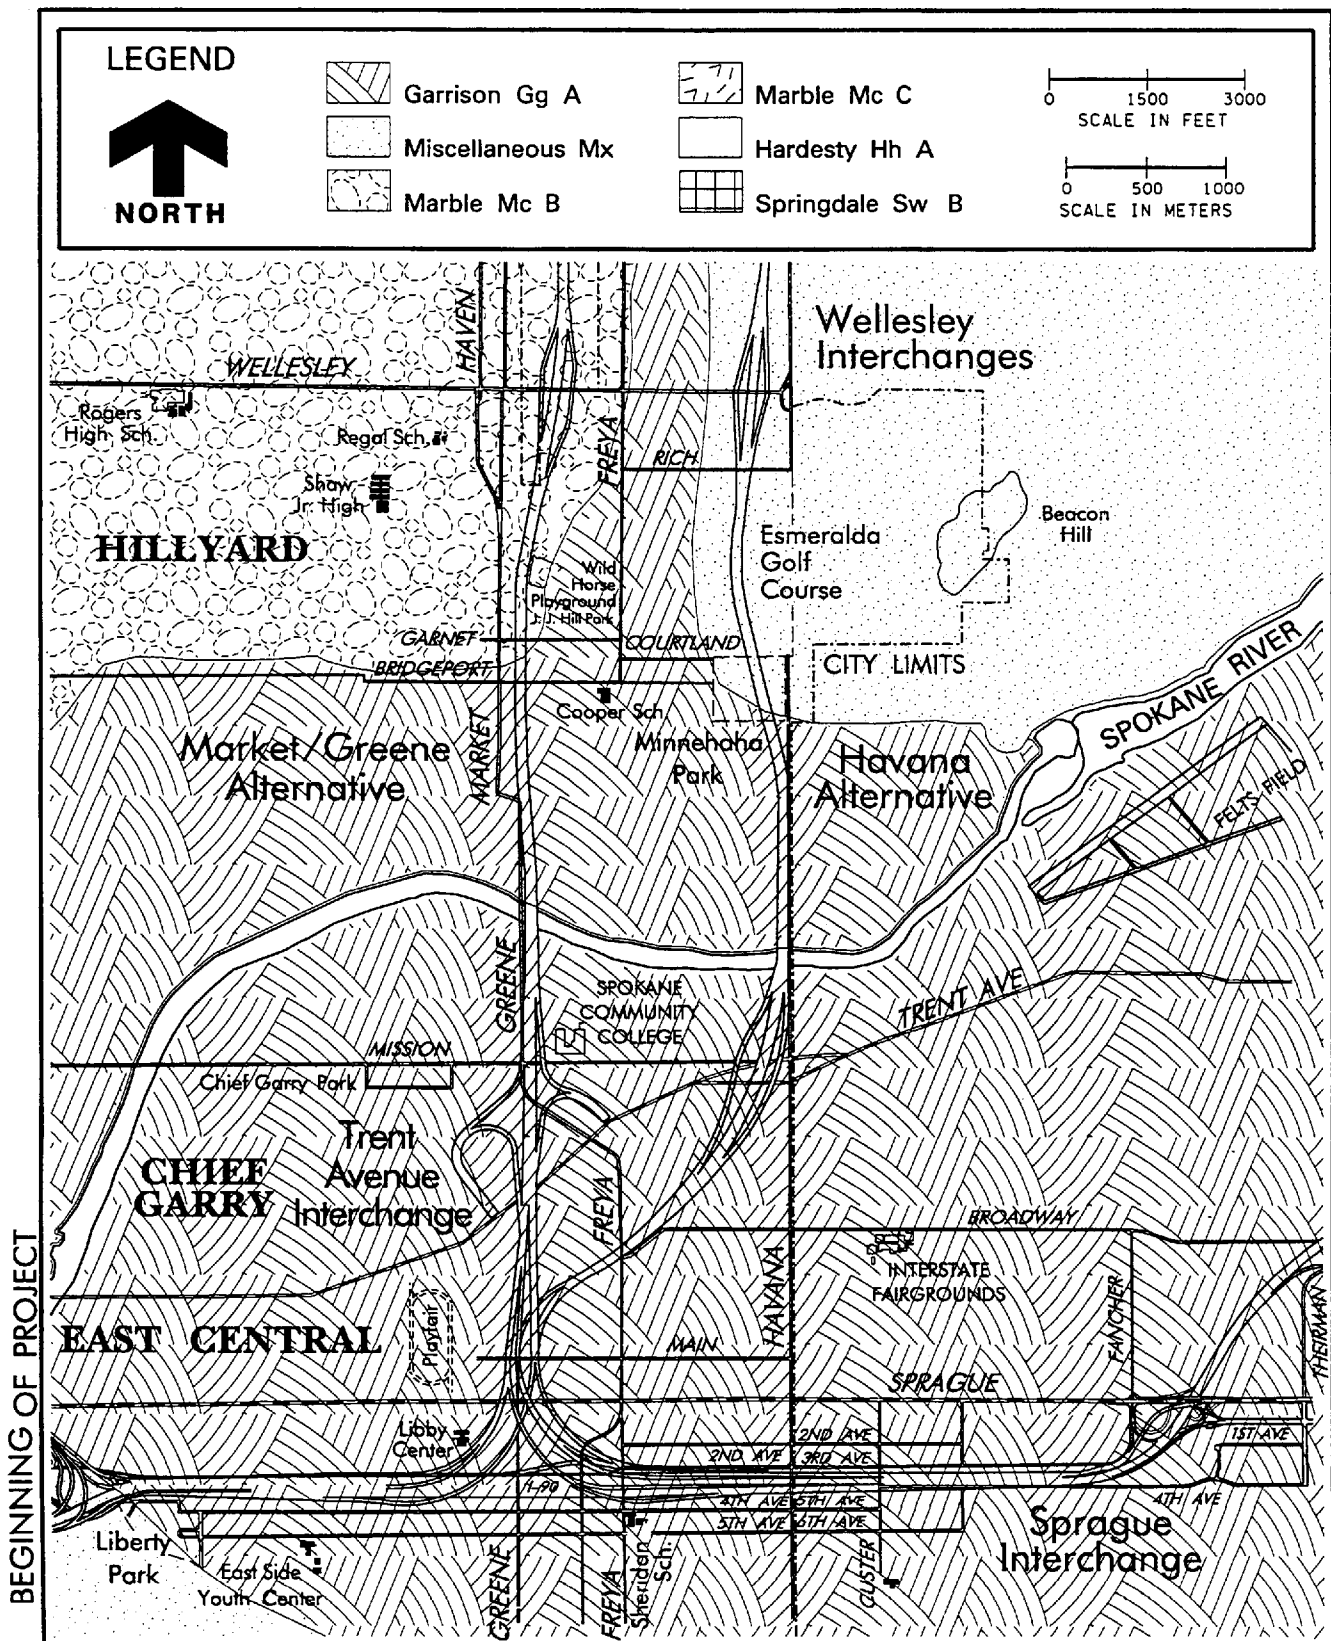 LEGEND
NORTH
Garrison Gg A
Miscellaneous Mx
Marble Mc B
Marble Mc C
Hardesty Hh A
Springdale Sw B
0 1500 3000
SCALE IN FEET
0 500 1000
SCALE IN METERS
HAVEN
Wellesley
Interchanges
WELLESLEY
Rogers
High Sch.
Regal Sch.
FREYA
RICH
Shaw
Jr. High
HILLYARD
Esmeralda
Golf
Course
Beacon
Hill
Wild
Horse
Playground
J. J. Hill Park
GARNET
COURTLAND
BRIDGEPORT
CITY LIMITS
SPOKANE RIVER
Cooper Sch.
MARKET
Market/Greene
Alternative
Minnehaha
Park
Havana
Alternative
FELTS FIELD
GREENE
SPOKANE
COMMUNITY
COLLEGE
TRENT AVE
MISSION
Chief Garry Park
Trent
Avenue
Interchange
CHIEF
GARRY
FREYA
BROADWAY
HAVANA
INTERSTATE
FAIRGROUNDS
FANCHER
THEIRMAN
BEGINNING OF PROJECT
EAST CENTRAL
Playfair
MAIN
SPRAGUE
Libby
Center
2ND AVE
1ST AVE
2ND AVE
3RD AVE
I-90
4TH AVE
5TH AVE
4TH AVE
5TH AVE
6TH AVE
Liberty
Park
East Side
Youth Center
GREENE
FREYA
Sheridan
Sch.
CUSTER
Sprague
Interchange